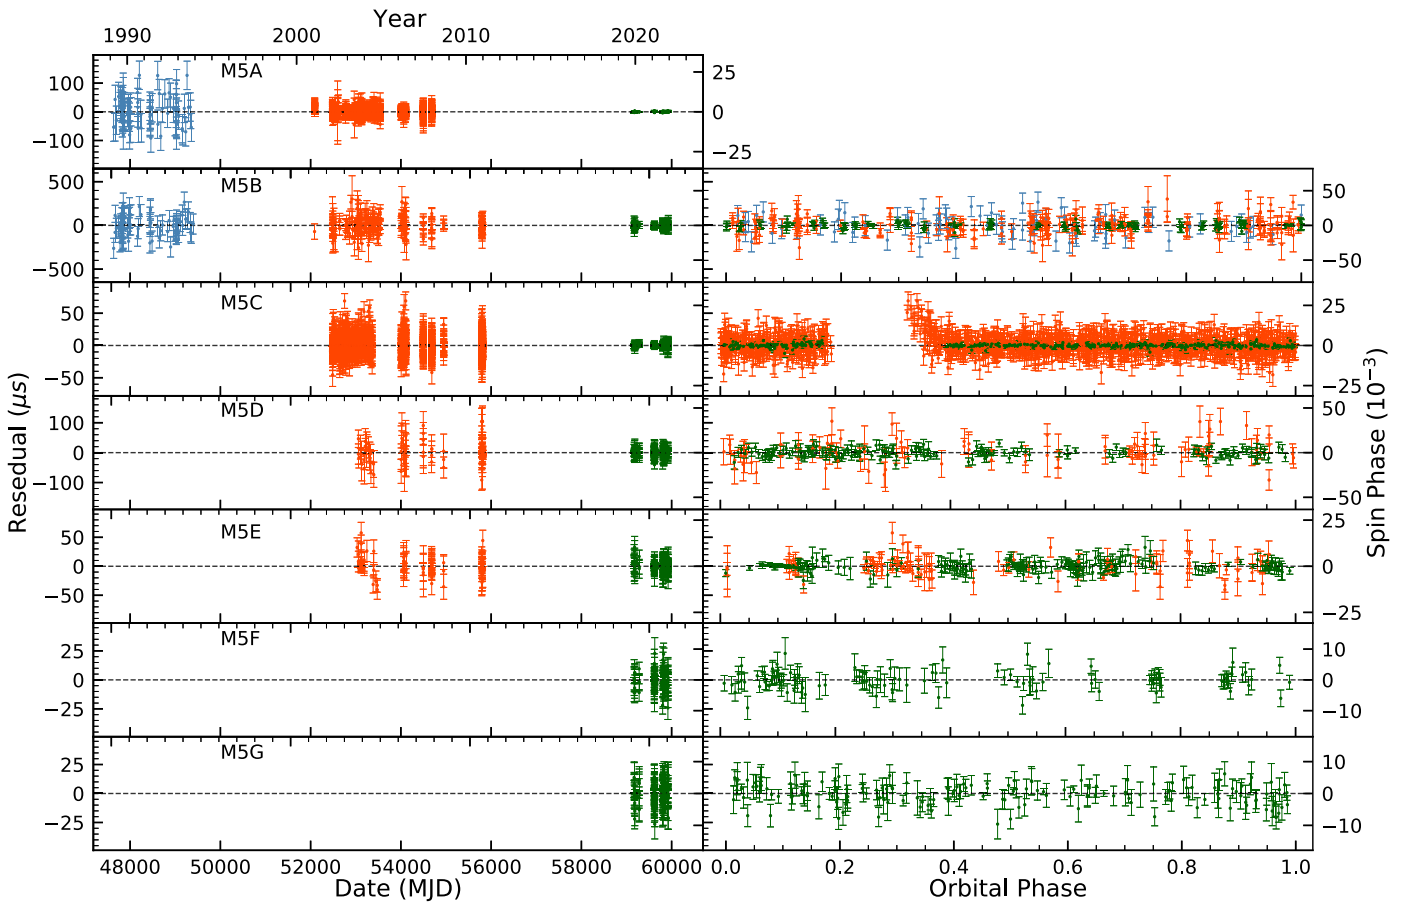 Year
1990 2000 2010 2020
M5A
100
0
−100
25
0
−25
M5B
500
0
−500
50
0
−50
M5C
50
0
−50
25
0
−25
M5D
100
0
−100
50
0
−50
M5E
50
0
−50
25
0
−25
M5F
25
0
−25
10
0
−10
M5G
25
0
−25
10
0
−10
Resedual (μs)
Spin Phase (10⁻³)
48000 50000 52000 54000 56000 58000 60000
0.0 0.2 0.4 0.6 0.8 1.0
Date (MJD)
Orbital Phase